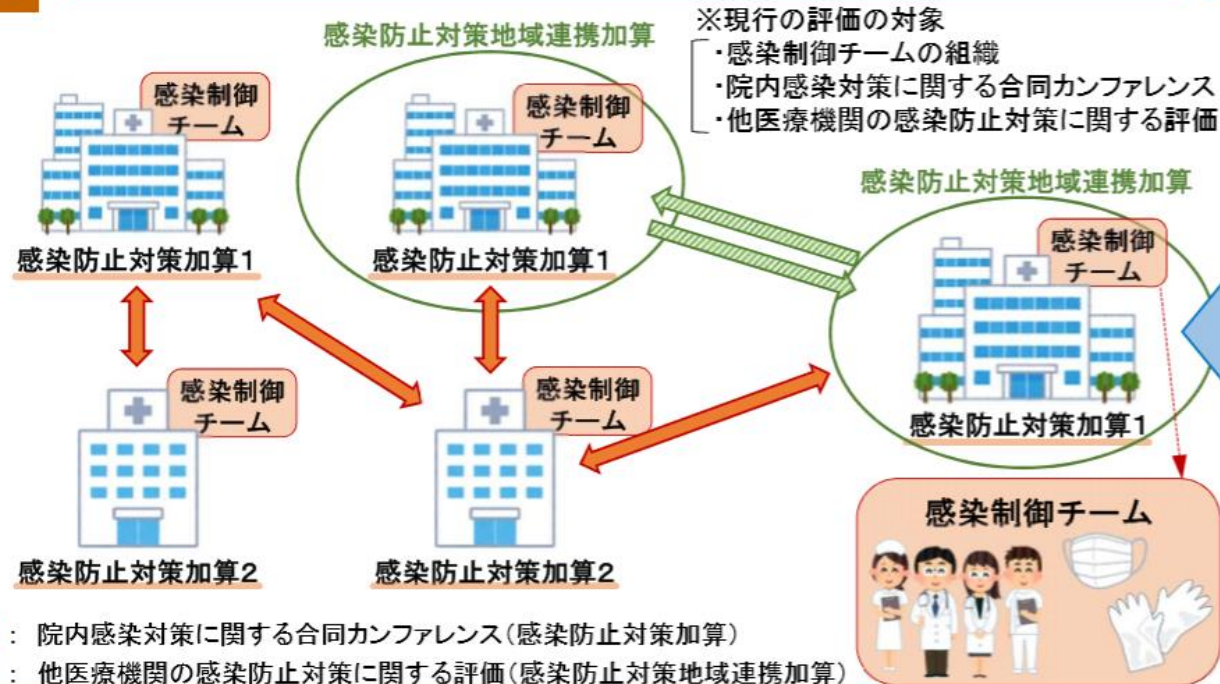 感染防止対策地域連携加算
※現行の評価の対象
・感染制御チームの組織
・院内感染対策に関する合同カンファレンス
・他医療機関の感染防止対策に関する評価
感染制御
チーム
感染防止対策加算1
感染制御
チーム
感染防止対策加算1
感染防止対策地域連携加算
感染制御
チーム
感染防止対策加算1
感染制御
チーム
感染防止対策加算2
感染制御
チーム
感染防止対策加算2
感染制御チーム
: 院内感染対策に関する合同カンファレンス(感染防止対策加算)
: 他医療機関の感染防止対策に関する評価(感染防止対策地域連携加算)